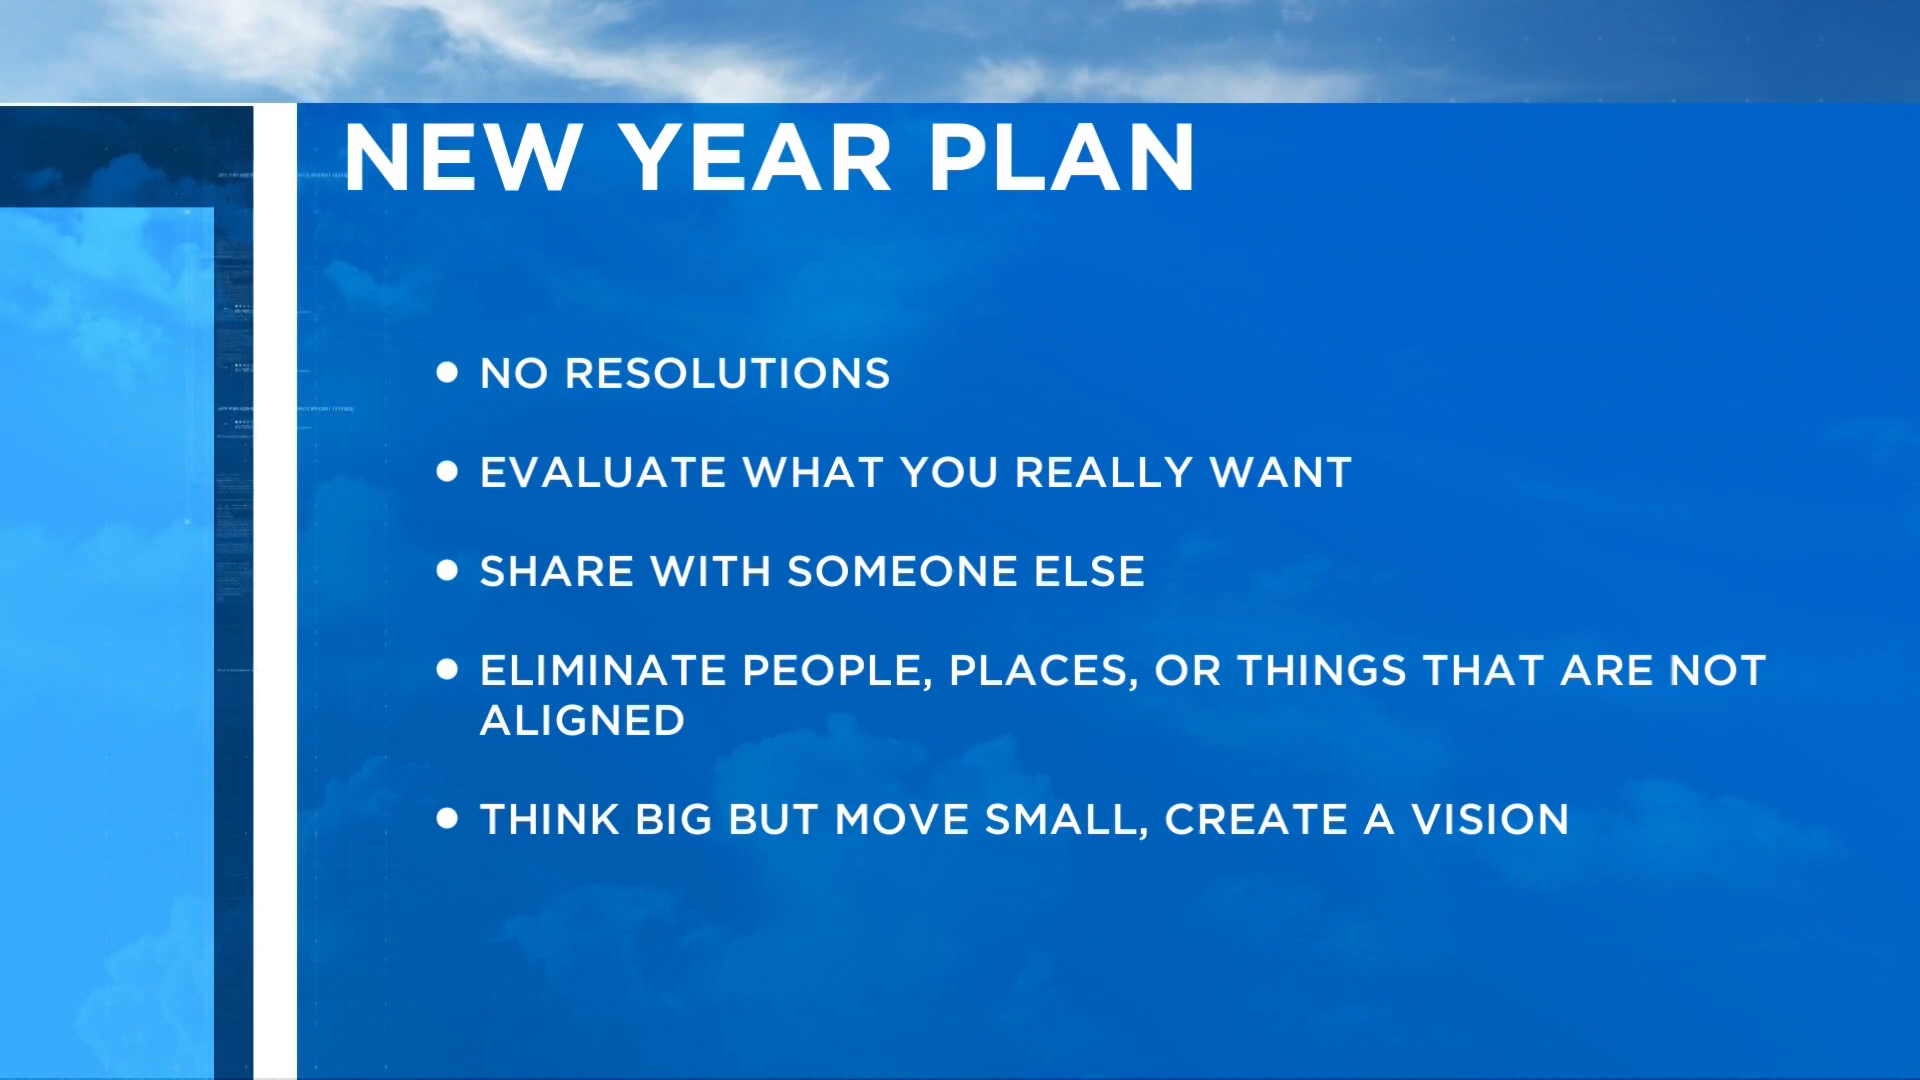 NEW YEAR PLAN
• NO RESOLUTIONS
• EVALUATE WHAT YOU REALLY WANT
• SHARE WITH SOMEONE ELSE
• ELIMINATE PEOPLE, PLACES, OR THINGS THAT ARE NOT
ALIGNED
• THINK BIG BUT MOVE SMALL, CREATE A VISION